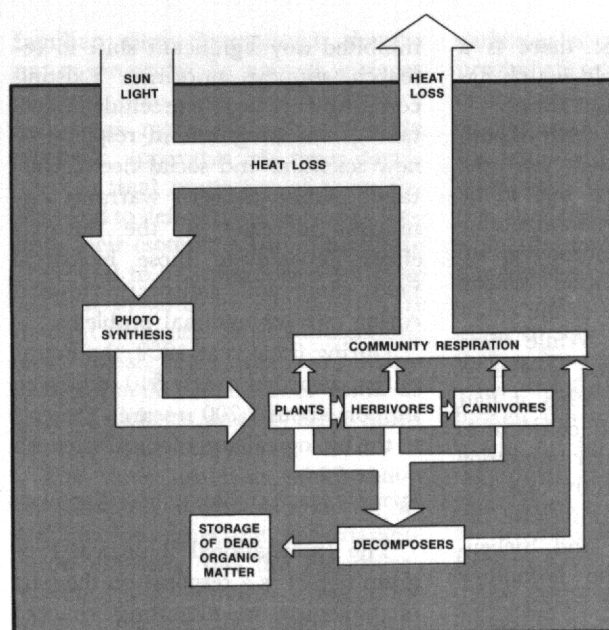 SUN
LIGHT
HEAT
LOSS
HEAT LOSS
PHOTO
SYNTHESIS
COMMUNITY RESPIRATION
PLANTS
HERBIVORES
CARNIVORES
STORAGE
OF DEAD
ORGANIC
MATTER
DECOMPOSERS